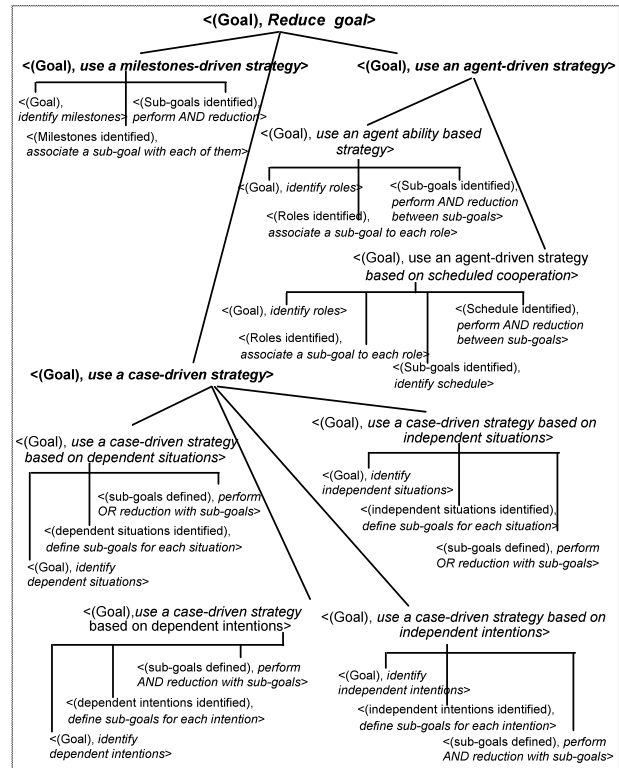 <(Goal), Reduce goal>
<(Goal), use a milestones-driven strategy>
<(Goal), use an agent-driven strategy>
<(Goal),
identify milestones>
<(Sub-goals identified),
perform AND reduction>
<(Milestones identified),
associate a sub-goal with each of them>
<(Goal), use an agent ability based
strategy>
<(Goal), identify roles>
<(Sub-goals identified),
perform AND reduction
between sub-goals>
<(Roles identified),
associate a sub-goal to each role>
<(Goal), use an agent-driven strategy
based on scheduled cooperation>
<(Goal), identify roles>
<(Schedule identified),
perform AND reduction
between sub-goals>
<(Roles identified),
associate a sub-goal to each role>
<(Sub-goals identified),
identify schedule>
<(Goal), use a case-driven strategy>
<(Goal), use a case-driven strategy
based on dependent situations>
<(sub-goals defined), perform
OR reduction with sub-goals>
<(dependent situations identified),
define sub-goals for each situation>
<(Goal), identify
dependent situations>
<(Goal), use a case-driven strategy based on
independent situations>
<(Goal), identify
independent situations>
<(independent situations identified),
define sub-goals for each situation>
<(sub-goals defined), perform
OR reduction with sub-goals>
<(Goal),use a case-driven strategy
based on dependent intentions>
<(sub-goals defined), perform
AND reduction with sub-goals>
<(dependent intentions identified),
define sub-goals for each intention>
<(Goal), identify
dependent intentions>
<(Goal), use a case-driven strategy based on
independent intentions>
<(Goal), identify
independent intentions>
<(independent intentions identified),
define sub-goals for each intention>
<(sub-goals defined), perform
AND reduction with sub-goals>